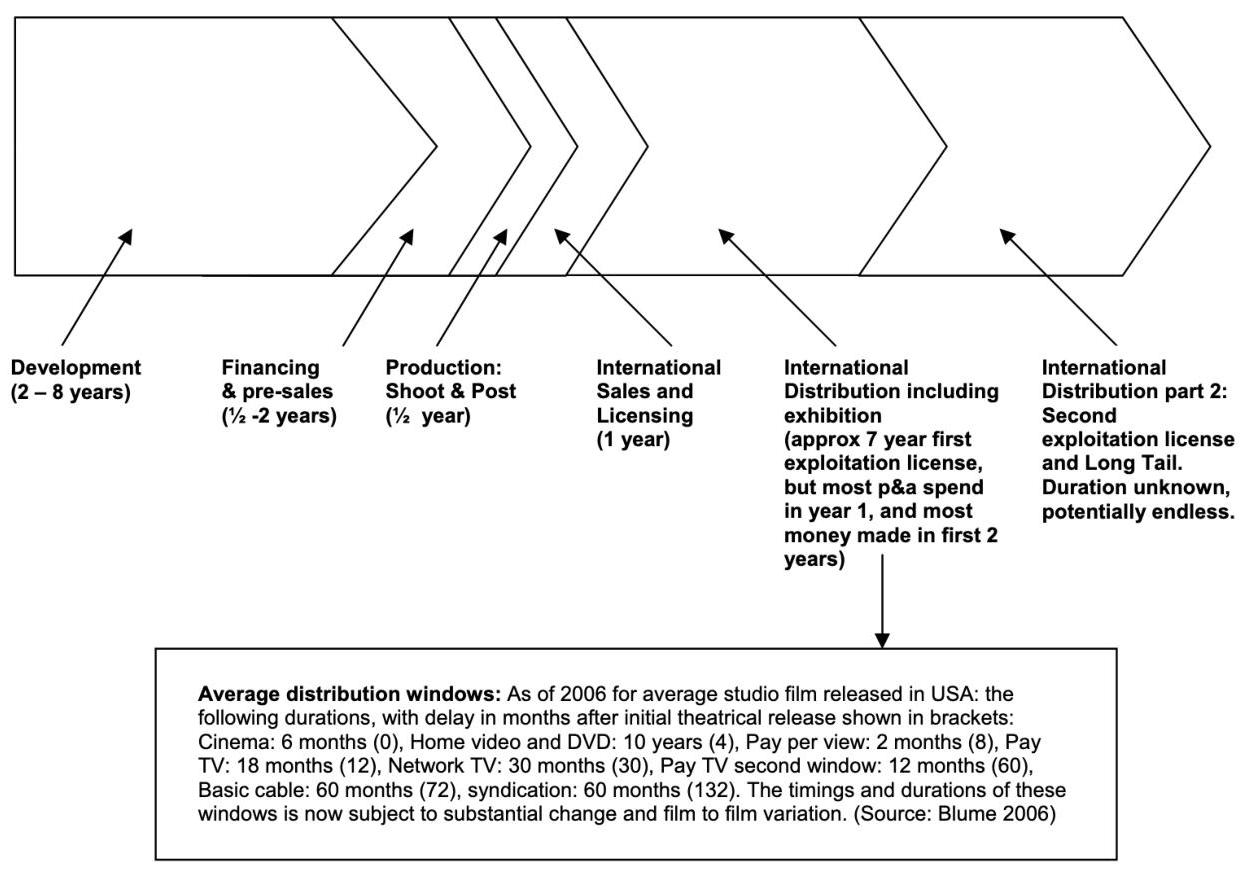 Development
(2 – 8 years)
Financing
& pre-sales
(½ -2 years)
Production:
Shoot & Post
(½  year)
International
Sales and
Licensing
(1 year)
International
Distribution including
exhibition
(approx 7 year first
exploitation license,
but most p&a spend
in year 1, and most
money made in first 2
years)
International
Distribution part 2:
Second
exploitation license
and Long Tail.
Duration unknown,
potentially endless.
Average distribution windows: As of 2006 for average studio film released in USA: the
following durations, with delay in months after initial theatrical release shown in brackets:
Cinema: 6 months (0), Home video and DVD: 10 years (4), Pay per view: 2 months (8), Pay
TV: 18 months (12), Network TV: 30 months (30), Pay TV second window: 12 months (60),
Basic cable: 60 months (72), syndication: 60 months (132). The timings and durations of these
windows is now subject to substantial change and film to film variation. (Source: Blume 2006)